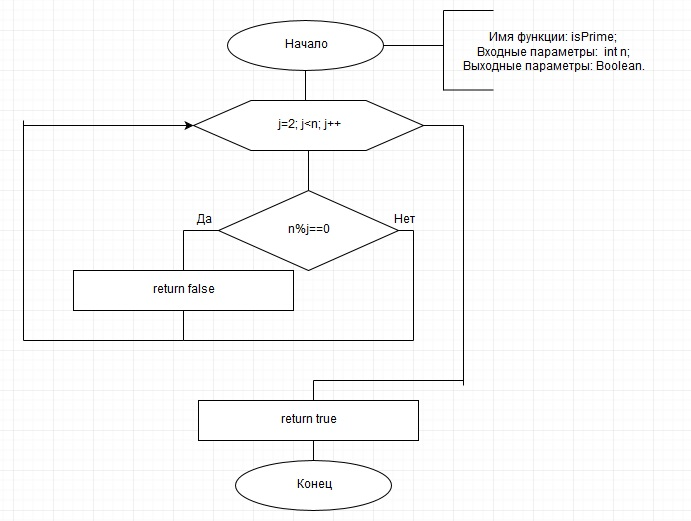 Начало
Имя функции: isPrime;
Входные параметры: int n;
Выходные параметры: Boolean.
j=2; j<n; j++
Да
Нет
n%j==0
return false
return true
Конец